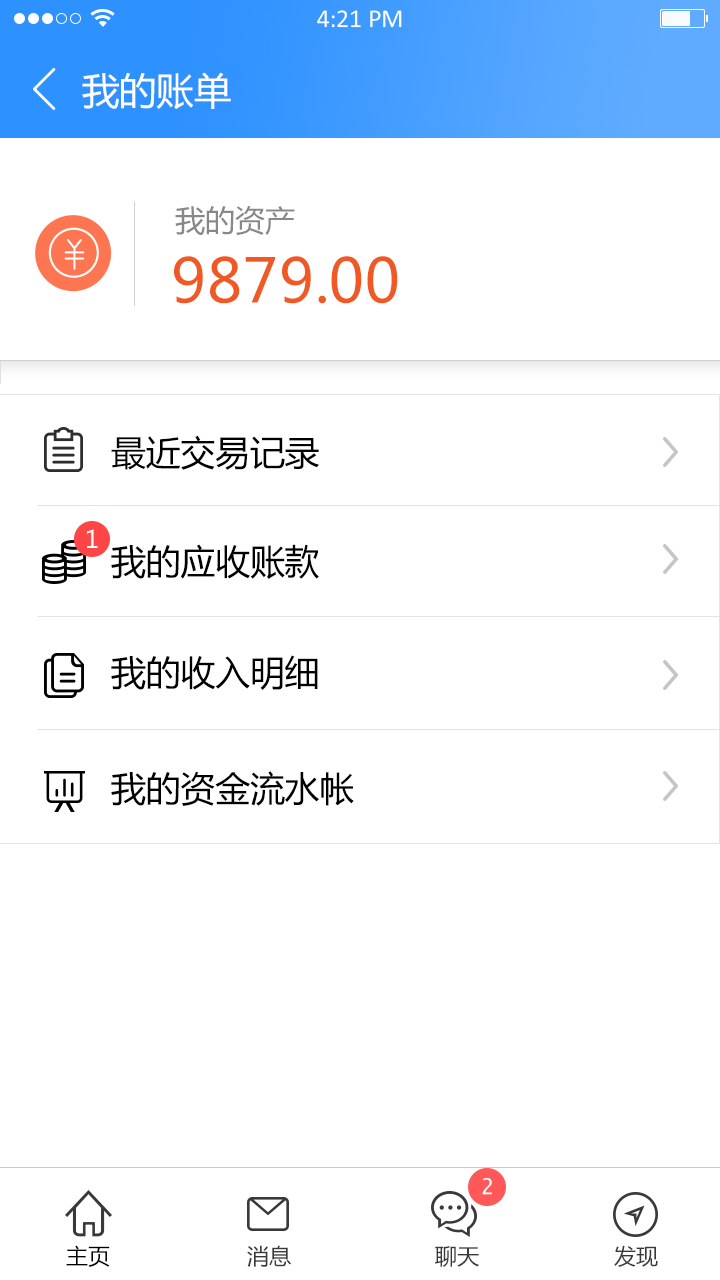 4:21 PM
我的账单
我的资产
¥
9879.00
最近交易记录
1
我的应收账款
我的收入明细
我的资金流水帐
2
主页
消息
聊天
发现